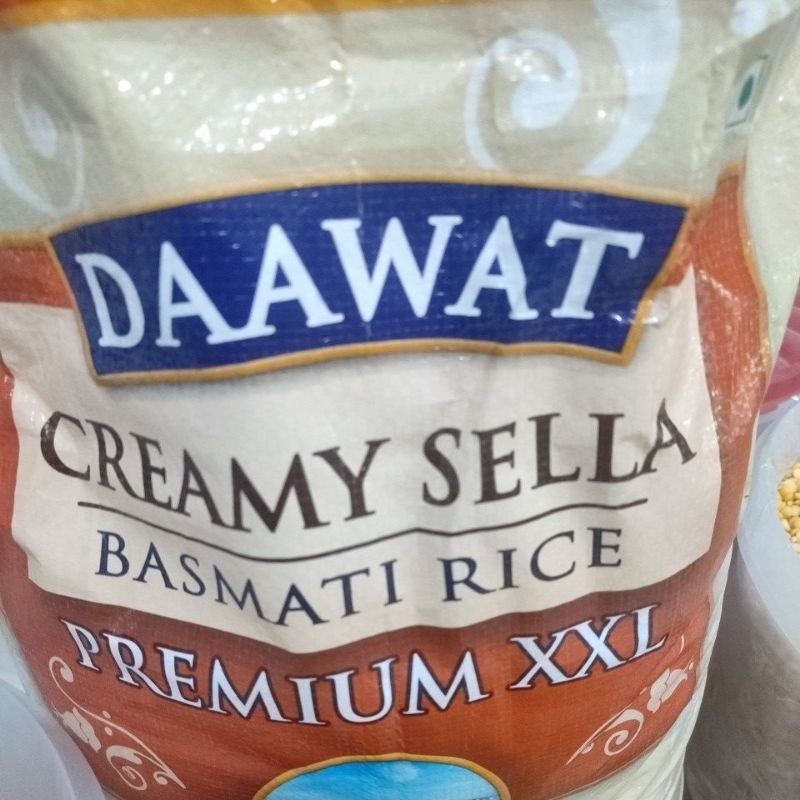 DAAWAT
CREAMY SELLA
BASMATI RICE
PREMIUM XXL